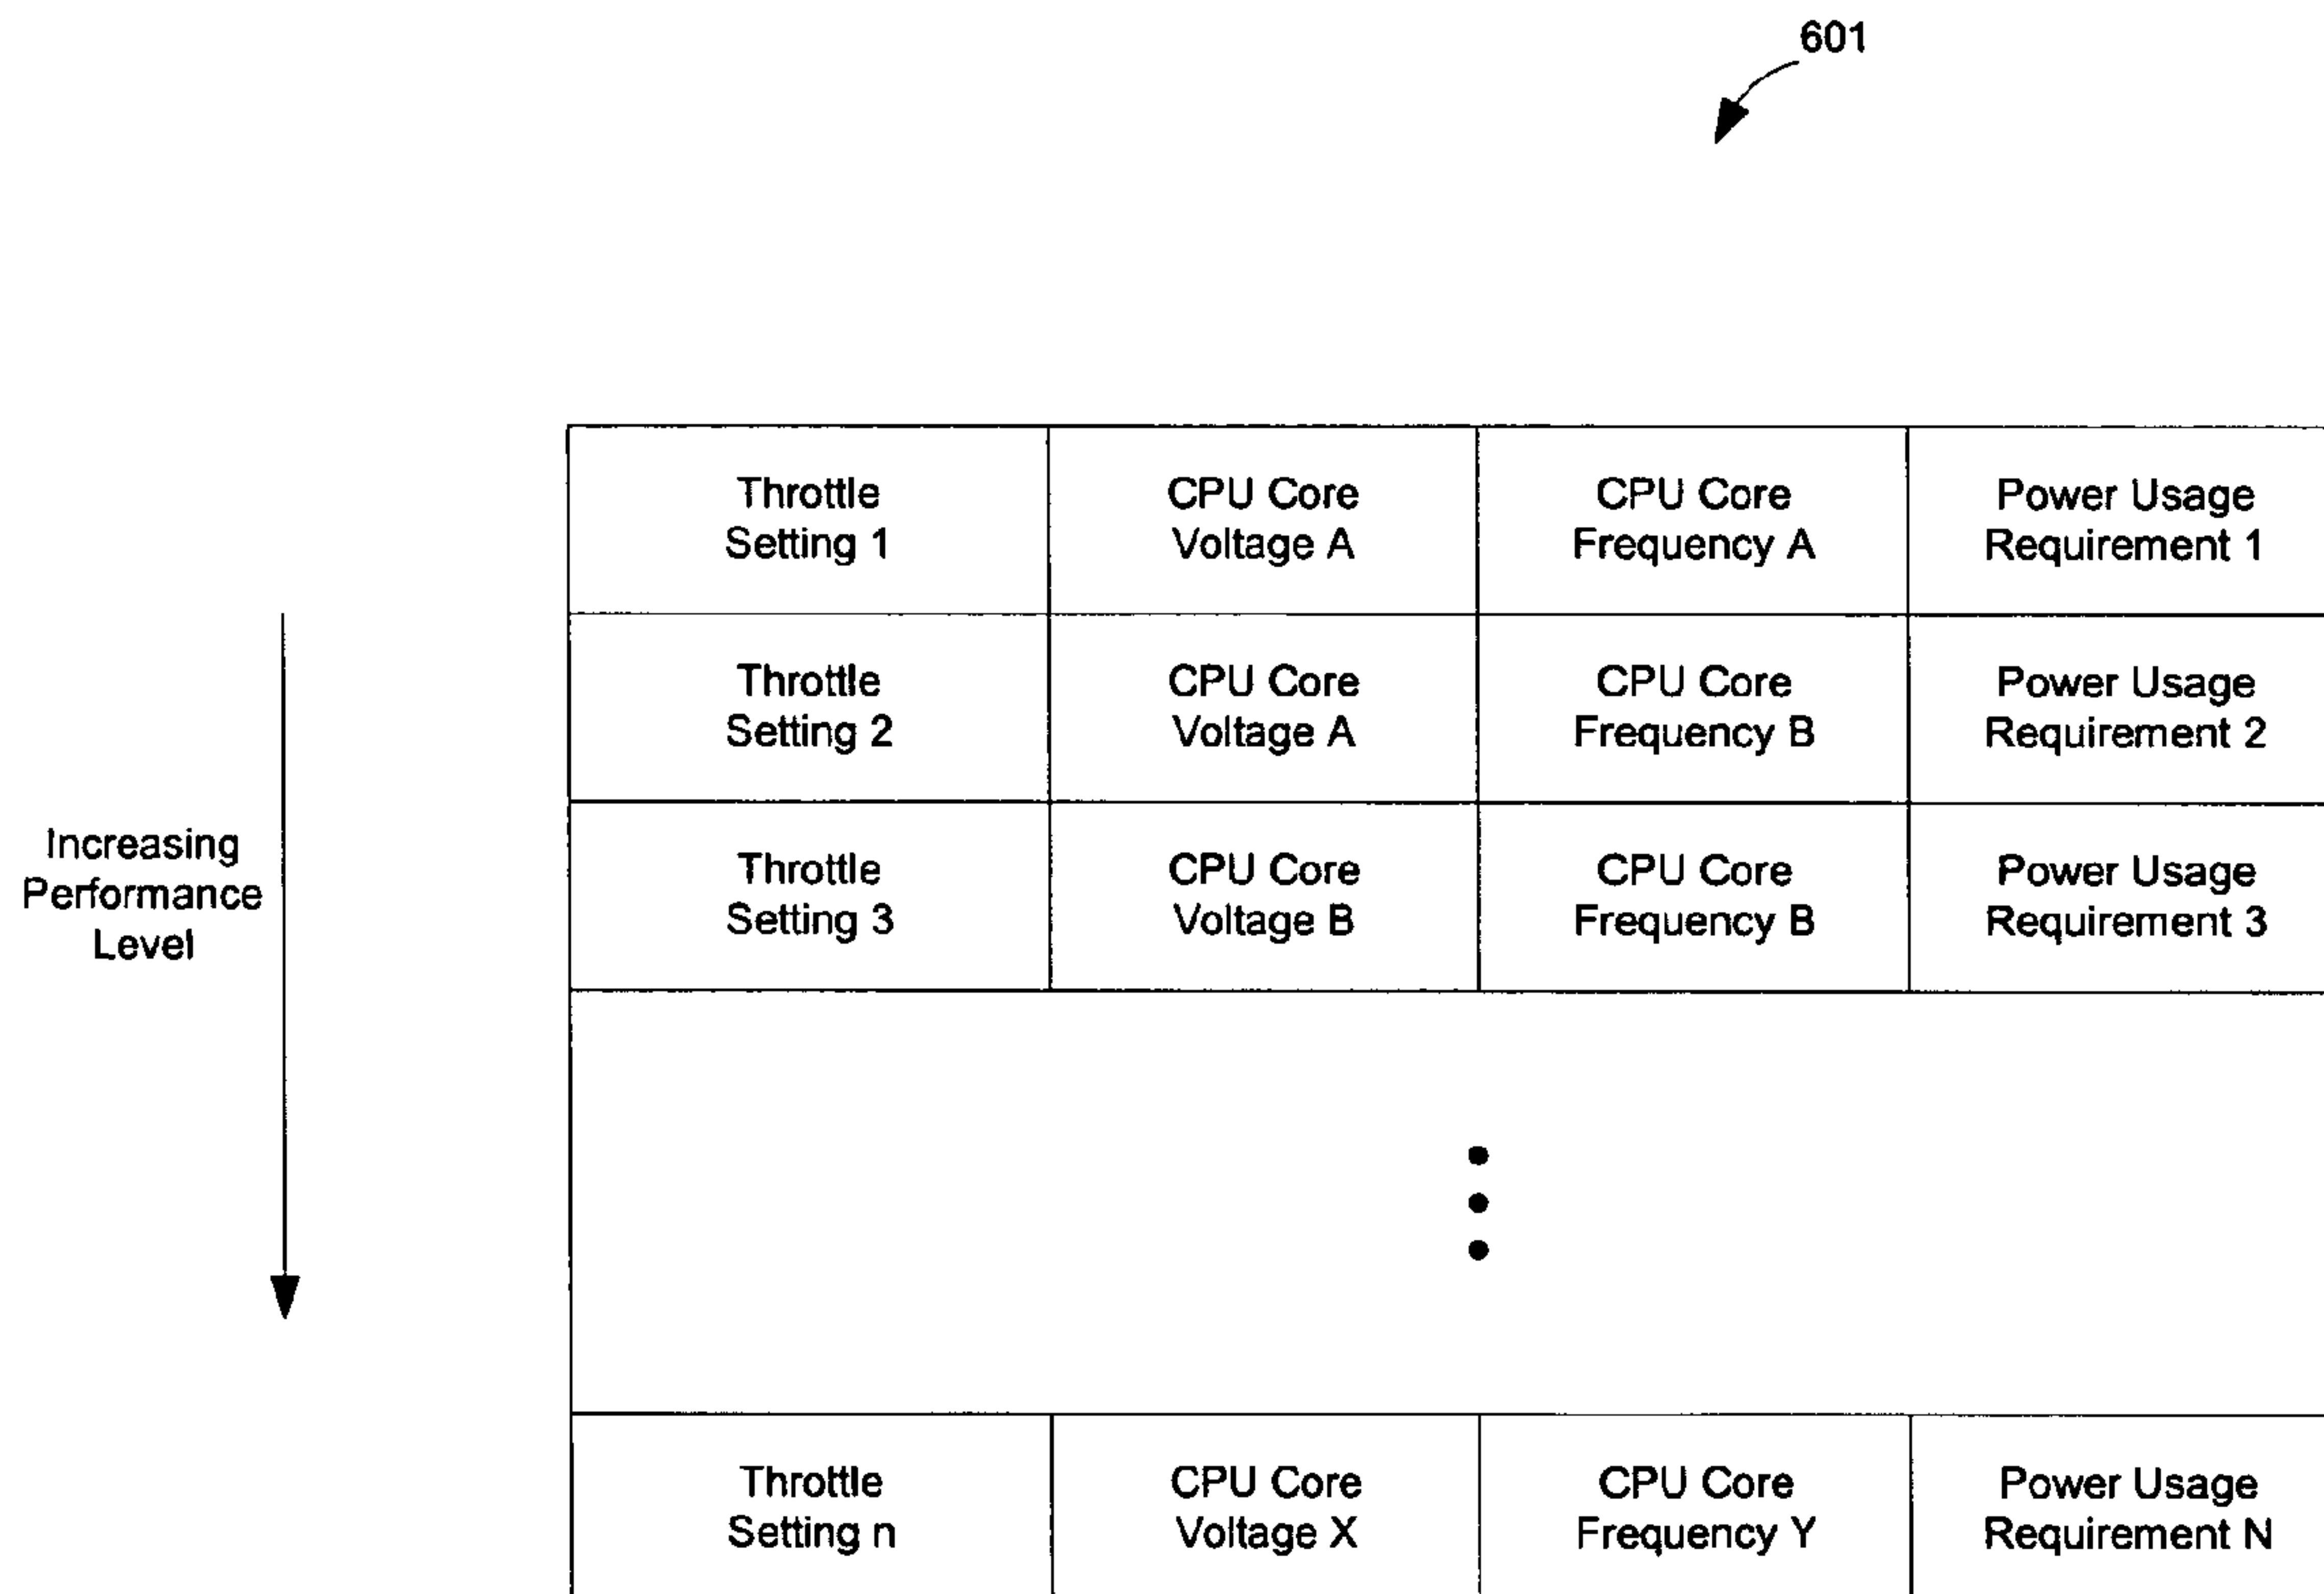 601
Throttle
Setting 1
CPU Core
Voltage A
CPU Core
Frequency A
Power Usage
Requirement 1
Throttle
Setting 2
CPU Core
Voltage A
CPU Core
Frequency B
Power Usage
Requirement 2
Increasing
Performance
Level
Throttle
Setting 3
CPU Core
Voltage B
CPU Core
Frequency B
Power Usage
Requirement 3
Throttle
Setting n
CPU Core
Voltage X
CPU Core
Frequency Y
Power Usage
Requirement N